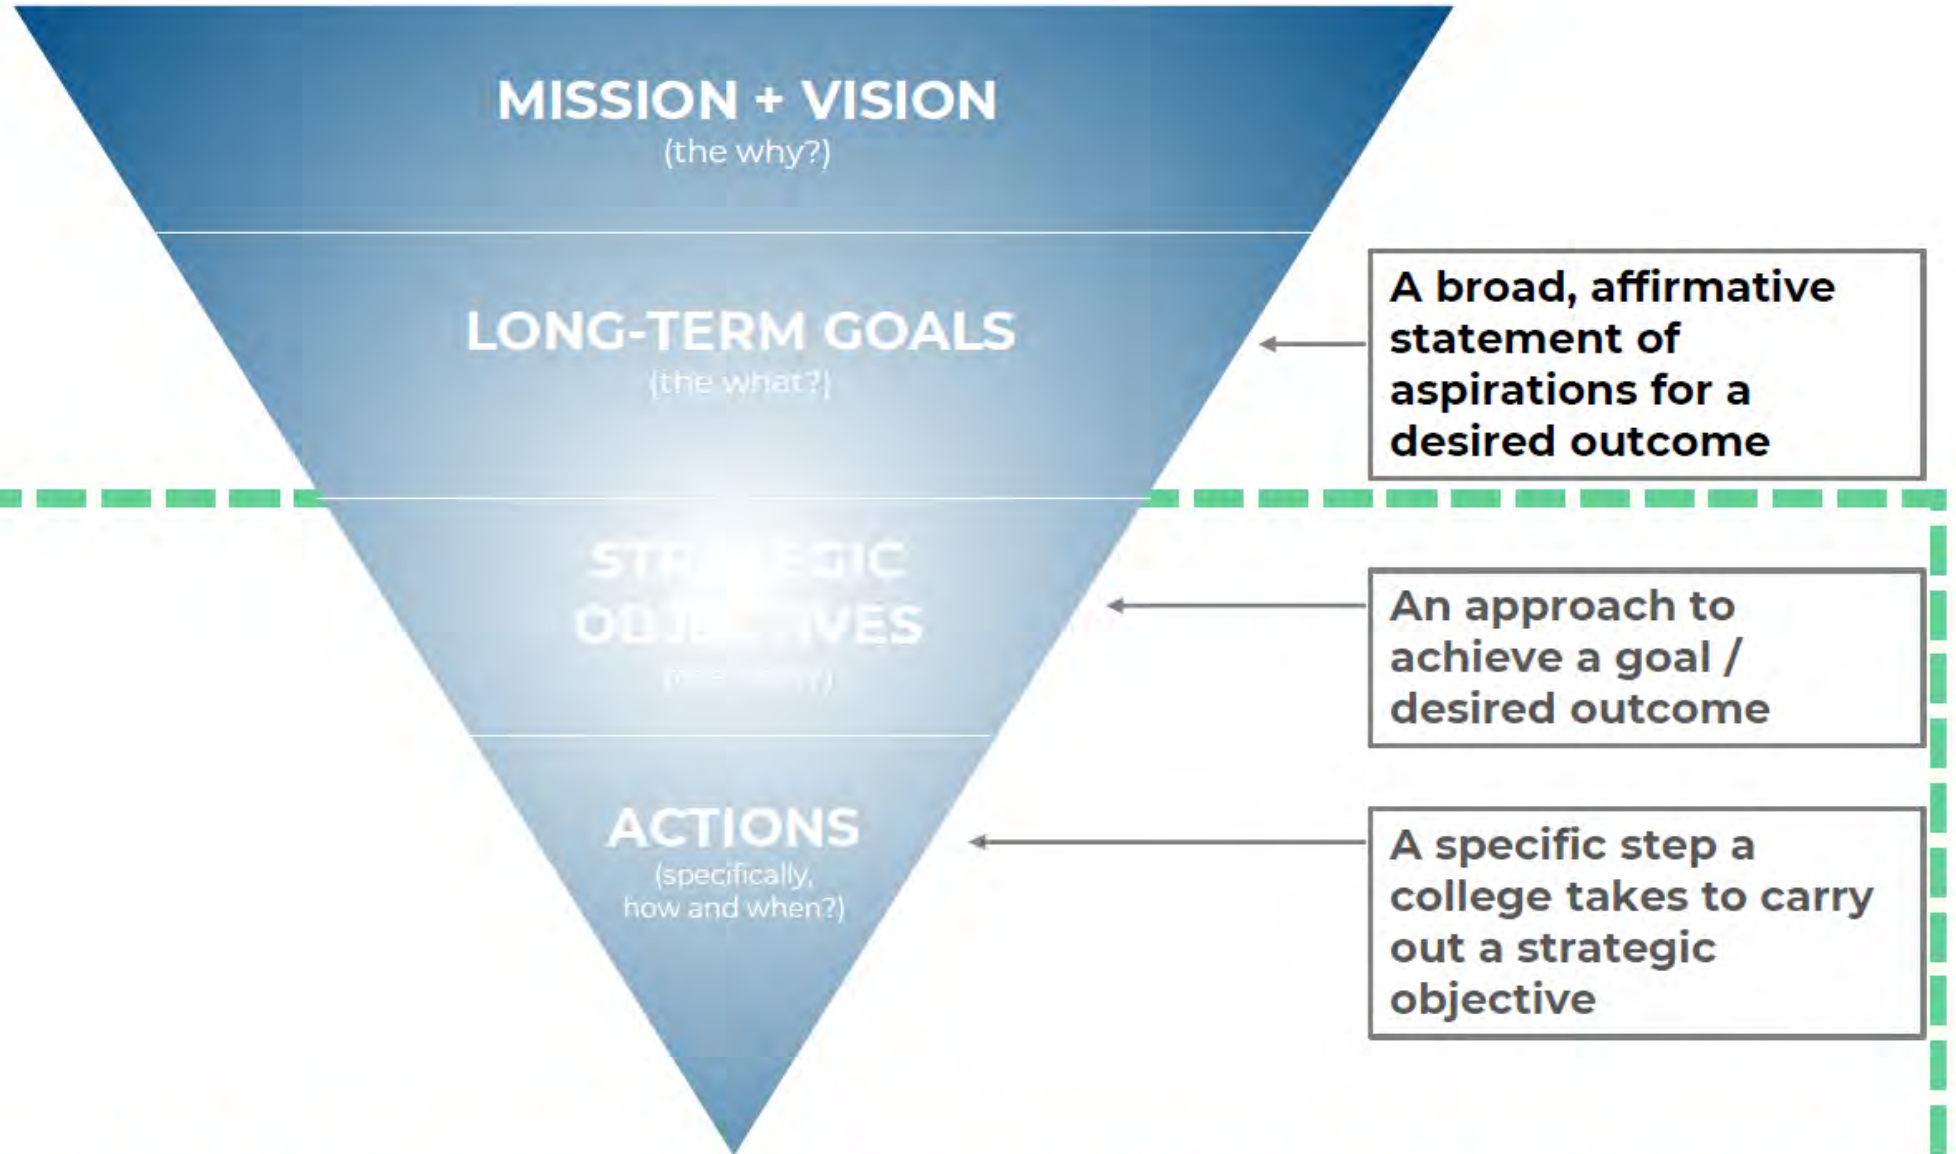 MISSION + VISION
(the why?)
LONG-TERM GOALS
(the what?)
A broad, affirmative
statement of
aspirations for a
desired outcome
STRATEGIC
OBJECTIVES
An approach to
achieve a goal /
desired outcome
ACTIONS
(specifically,
how and when?)
A specific step a
college takes to carry
out a strategic
objective